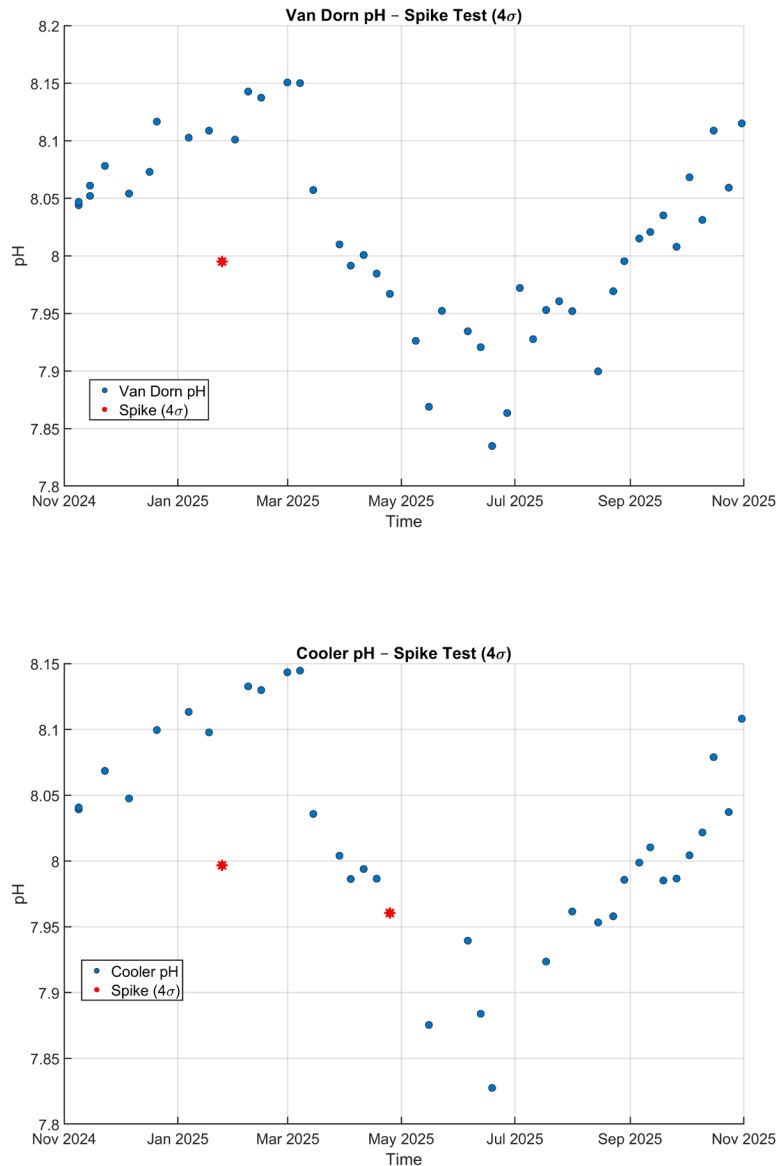 Van Dorn pH – Spike Test (4σ)
8.2
8.15
8.1
8.05
8
7.95
7.9
7.85
7.8
pH
Van Dorn pH
Spike (4σ)
Nov 2024 Jan 2025 Mar 2025 May 2025 Jul 2025 Sep 2025 Nov 2025
Time
Cooler pH – Spike Test (4σ)
8.15
8.1
8.05
8
7.95
7.9
7.85
7.8
pH
Cooler pH
Spike (4σ)
Nov 2024 Jan 2025 Mar 2025 May 2025 Jul 2025 Sep 2025 Nov 2025
Time